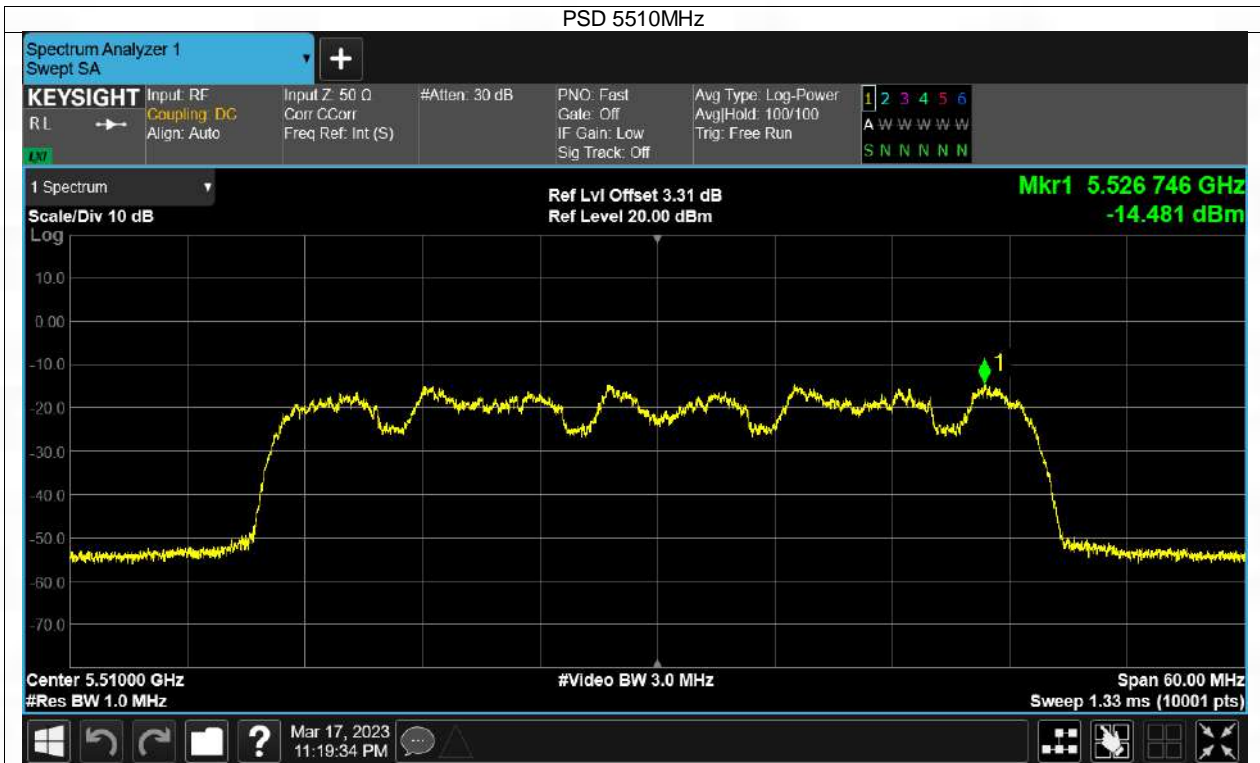 PSD 5510MHz
Spectrum Analyzer 1
Swept SA
+
KEYSIGHT
RL
LXI
Input: RF
Coupling: DC
Align: Auto
Input Z: 50 Ω
Corr CCorr
Freq Ref: Int (S)
#Atten: 30 dB
PNO: Fast
Gate: Off
IF Gain: Low
Sig Track: Off
Avg Type: Log-Power
Avg|Hold: 100/100
Trig: Free Run
1 2 3 4 5 6
A W W W W W
S N N N N N
1 Spectrum
Scale/Div 10 dB
Log
Ref Lvl Offset 3.31 dB
Ref Level 20.00 dBm
Mkr1 5.526 746 GHz
-14.481 dBm
10.0
0.00
-10.0
-20.0
-30.0
-40.0
-50.0
-60.0
-70.0
1
Center 5.51000 GHz
#Res BW 1.0 MHz
#Video BW 3.0 MHz
Span 60.00 MHz
Sweep 1.33 ms (10001 pts)
?
Mar 17, 2023
11:19:34 PM